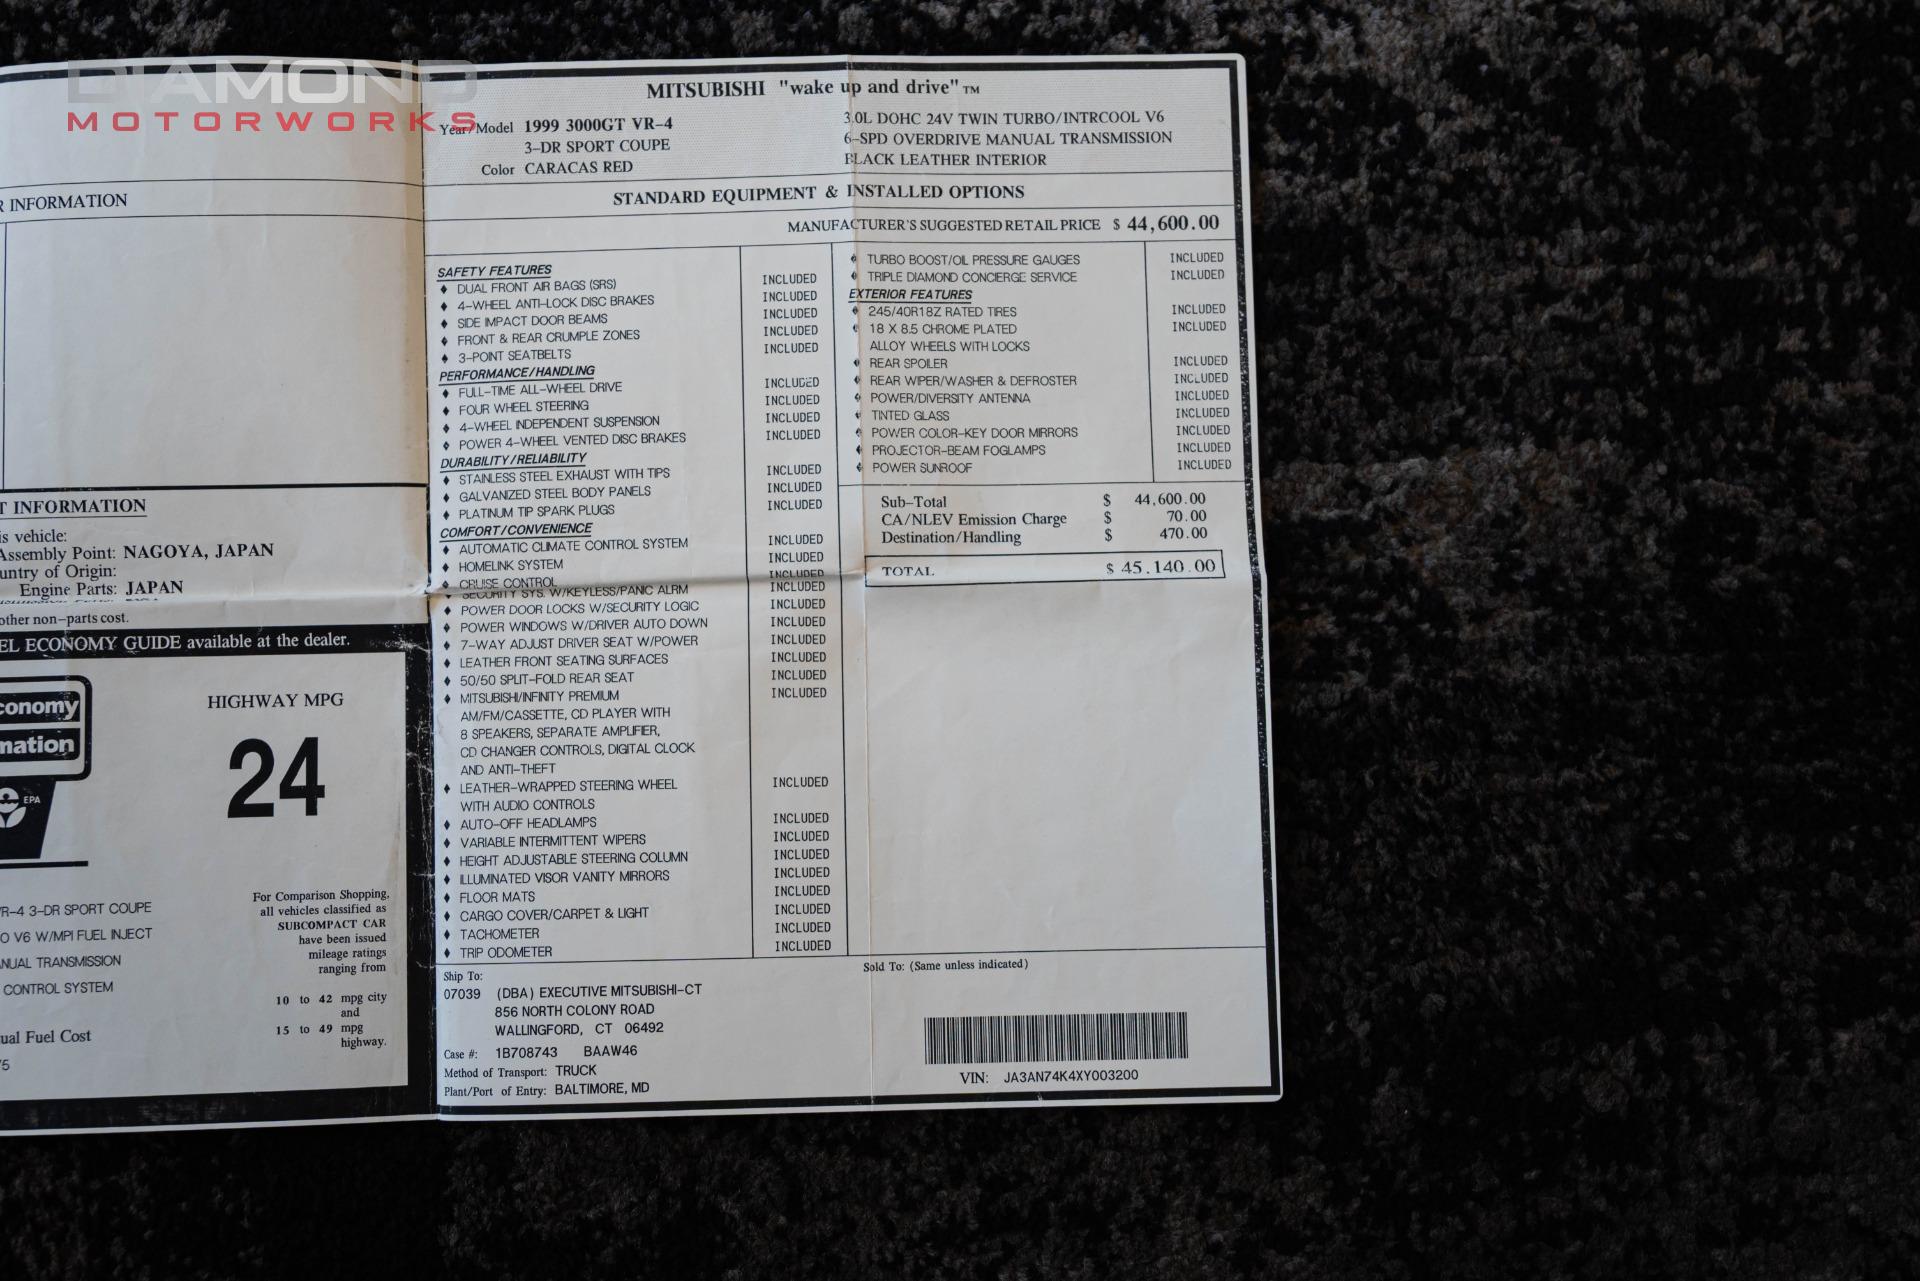 DIAMOND
MOTORWORKS
R INFORMATION
T INFORMATION
is vehicle:
Assembly Point: NAGOYA, JAPAN
untry of Origin:
Engine Parts: JAPAN
other non-parts cost.
EL ECONOMY GUIDE available at the dealer.
conomy
mation
EPA
HIGHWAY MPG
24
VR-4 3-DR SPORT COUPE
O V6 W/MPI FUEL INJECT
ANUAL TRANSMISSION
CONTROL SYSTEM
ual Fuel Cost
75
For Comparison Shopping,
all vehicles classified as
SUBCOMPACT CAR
have been issued
mileage ratings
ranging from
10 to 42 mpg city
and
15 to 49 mpg
highway.
MITSUBISHI "wake up and drive"™
Year/Model 1999 3000GT VR-4
3-DR SPORT COUPE
Color CARACAS RED
3.0L DOHC 24V TWIN TURBO/INTRCOOL V6
6-SPD OVERDRIVE MANUAL TRANSMISSION
BLACK LEATHER INTERIOR
STANDARD EQUIPMENT & INSTALLED OPTIONS
MANUFACTURER'S SUGGESTED RETAIL PRICE $ 44,600.00
SAFETY FEATURES
♦ DUAL FRONT AIR BAGS (SRS) INCLUDED
♦ 4-WHEEL ANTI-LOCK DISC BRAKES INCLUDED
♦ SIDE IMPACT DOOR BEAMS INCLUDED
♦ FRONT & REAR CRUMPLE ZONES INCLUDED
♦ 3-POINT SEATBELTS INCLUDED
PERFORMANCE/HANDLING
♦ FULL-TIME ALL-WHEEL DRIVE INCLUDED
♦ FOUR WHEEL STEERING INCLUDED
♦ 4-WHEEL INDEPENDENT SUSPENSION INCLUDED
♦ POWER 4-WHEEL VENTED DISC BRAKES INCLUDED
DURABILITY/RELIABILITY
♦ STAINLESS STEEL EXHAUST WITH TIPS INCLUDED
♦ GALVANIZED STEEL BODY PANELS INCLUDED
♦ PLATINUM TIP SPARK PLUGS INCLUDED
COMFORT/CONVENIENCE
♦ AUTOMATIC CLIMATE CONTROL SYSTEM INCLUDED
♦ HOMELINK SYSTEM INCLUDED
♦ CRUISE CONTROL INCLUDED
♦ SECURITY SYS. W/KEYLESS/PANIC ALRM INCLUDED
♦ POWER DOOR LOCKS W/SECURITY LOGIC INCLUDED
♦ POWER WINDOWS W/DRIVER AUTO DOWN INCLUDED
♦ 7-WAY ADJUST DRIVER SEAT W/POWER INCLUDED
♦ LEATHER FRONT SEATING SURFACES INCLUDED
♦ 50/50 SPLIT-FOLD REAR SEAT INCLUDED
♦ MITSUBISHI/INFINITY PREMIUM INCLUDED
AM/FM/CASSETTE, CD PLAYER WITH
8 SPEAKERS, SEPARATE AMPLIFIER,
CD CHANGER CONTROLS, DIGITAL CLOCK
AND ANTI-THEFT
♦ LEATHER-WRAPPED STEERING WHEEL INCLUDED
WITH AUDIO CONTROLS
♦ AUTO-OFF HEADLAMPS INCLUDED
♦ VARIABLE INTERMITTENT WIPERS INCLUDED
♦ HEIGHT ADJUSTABLE STEERING COLUMN INCLUDED
♦ ILLUMINATED VISOR VANITY MIRRORS INCLUDED
♦ FLOOR MATS INCLUDED
♦ CARGO COVER/CARPET & LIGHT INCLUDED
♦ TACHOMETER INCLUDED
♦ TRIP ODOMETER INCLUDED
♦ TURBO BOOST/OIL PRESSURE GAUGES INCLUDED
♦ TRIPLE DIAMOND CONCIERGE SERVICE INCLUDED
EXTERIOR FEATURES
♦ 245/40R18Z RATED TIRES INCLUDED
♦ 18 X 8.5 CHROME PLATED INCLUDED
ALLOY WHEELS WITH LOCKS
♦ REAR SPOILER INCLUDED
♦ REAR WIPER/WASHER & DEFROSTER INCLUDED
♦ POWER/DIVERSITY ANTENNA INCLUDED
♦ TINTED GLASS INCLUDED
♦ POWER COLOR-KEY DOOR MIRRORS INCLUDED
♦ PROJECTOR-BEAM FOGLAMPS INCLUDED
♦ POWER SUNROOF INCLUDED
Sub-Total $ 44,600.00
CA/NLEV Emission Charge $ 70.00
Destination/Handling $ 470.00
TOTAL $ 45,140.00
Ship To:
07039 (DBA) EXECUTIVE MITSUBISHI-CT
856 NORTH COLONY ROAD
WALLINGFORD, CT 06492
Case #: 1B708743 BAAW46
Method of Transport: TRUCK
Plant/Port of Entry: BALTIMORE, MD
Sold To: (Same unless indicated)
VIN: JA3AN74K4XY003200